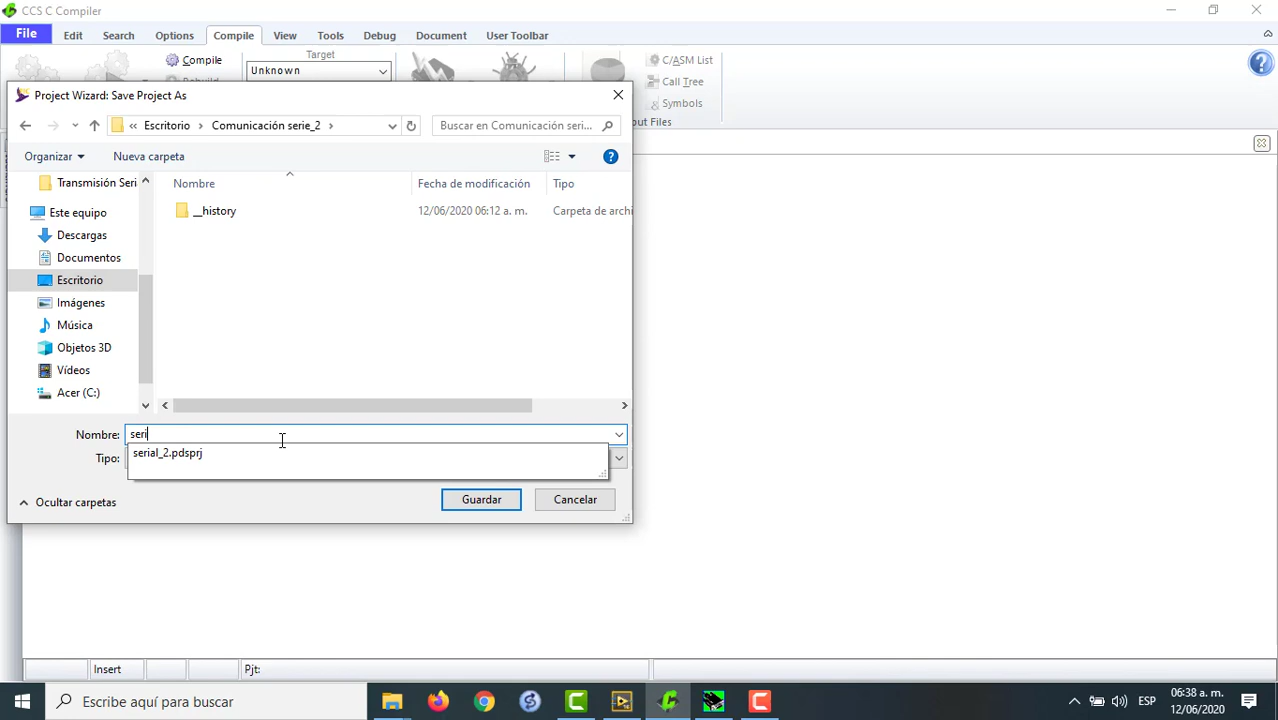 CCS C Compiler
File Edit Search Options Compile View Tools Debug Document User Toolbar
Compile
Rebuild
Target
Unknown
C/ASM List
Call Tree
Symbols
Project Wizard: Save Project As
« Escritorio › Comunicación serie_2 ›
Buscar en Comunicación seri...
Organizar Nueva carpeta
Nombre Fecha de modificación Tipo
__history 12/06/2020 06:12 a. m. Carpeta de archi
Transmisión Seri
Este equipo
Descargas
Documentos
Escritorio
Imágenes
Música
Objetos 3D
Vídeos
Acer (C:)
Nombre: seri
serial_2.pdsprj
Tipo:
Ocultar carpetas Guardar Cancelar
Insert Pjt:
Escribe aquí para buscar
ESP
06:38 a. m.
12/06/2020